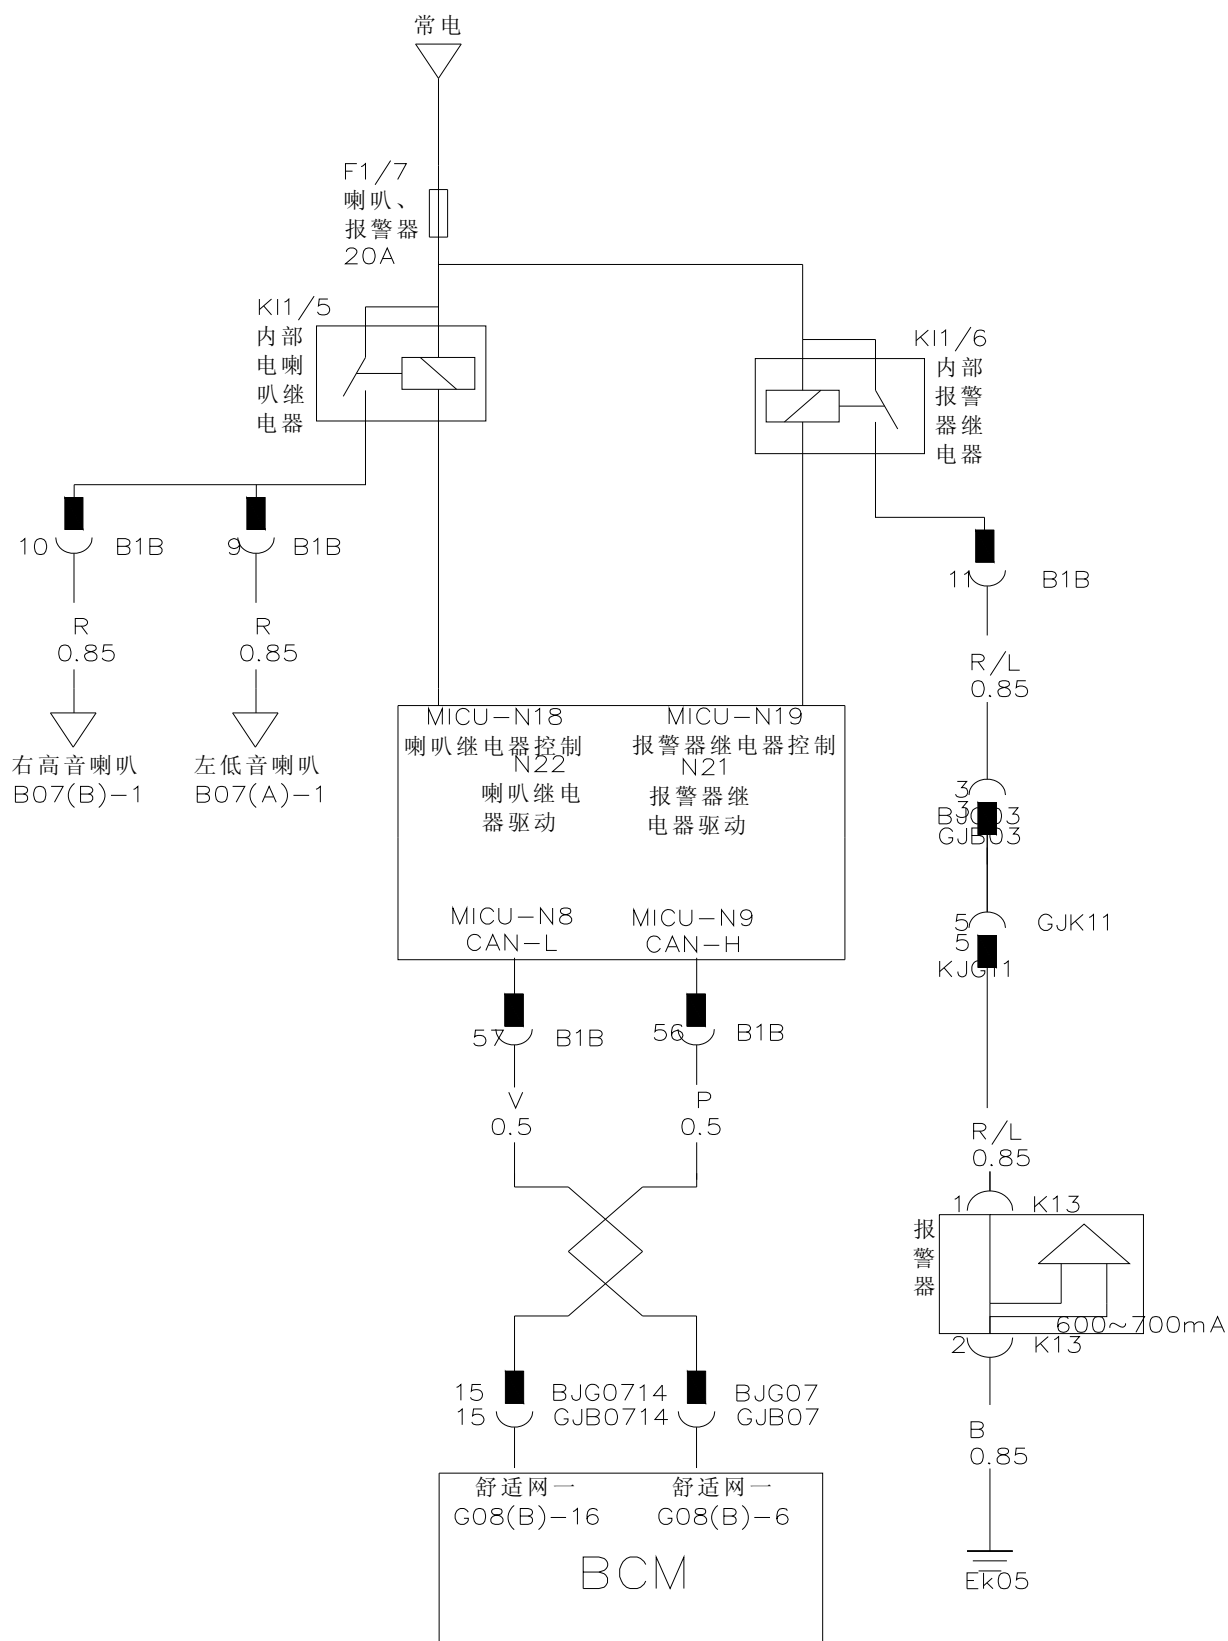 常电
F1/7
喇叭、
报警器
20A
KI1/5
内部
电喇
叭继
电器
KI1/6
内部
报警
器继
电器
10
B1B
9
B1B
11
B1B
R
0.85
R
0.85
R/L
0.85
右高音喇叭
B07(B)-1
左低音喇叭
B07(A)-1
MICU-N18
喇叭继电器控制
N22
喇叭继电
器驱动
MICU-N19
报警器继电器控制
N21
报警器继
电器驱动
3
3
BJG03
GJB03
MICU-N8
CAN-L
MICU-N9
CAN-H
5
GJK11
5
KJG11
57
B1B
56
B1B
V
0.5
P
0.5
R/L
0.85
1
K13
报
警
器
600~700mA
2
K13
15
BJG0714
BJG07
15
GJB0714
GJB07
B
0.85
舒适网一
G08(B)-16
舒适网一
G08(B)-6
BCM
Ek05